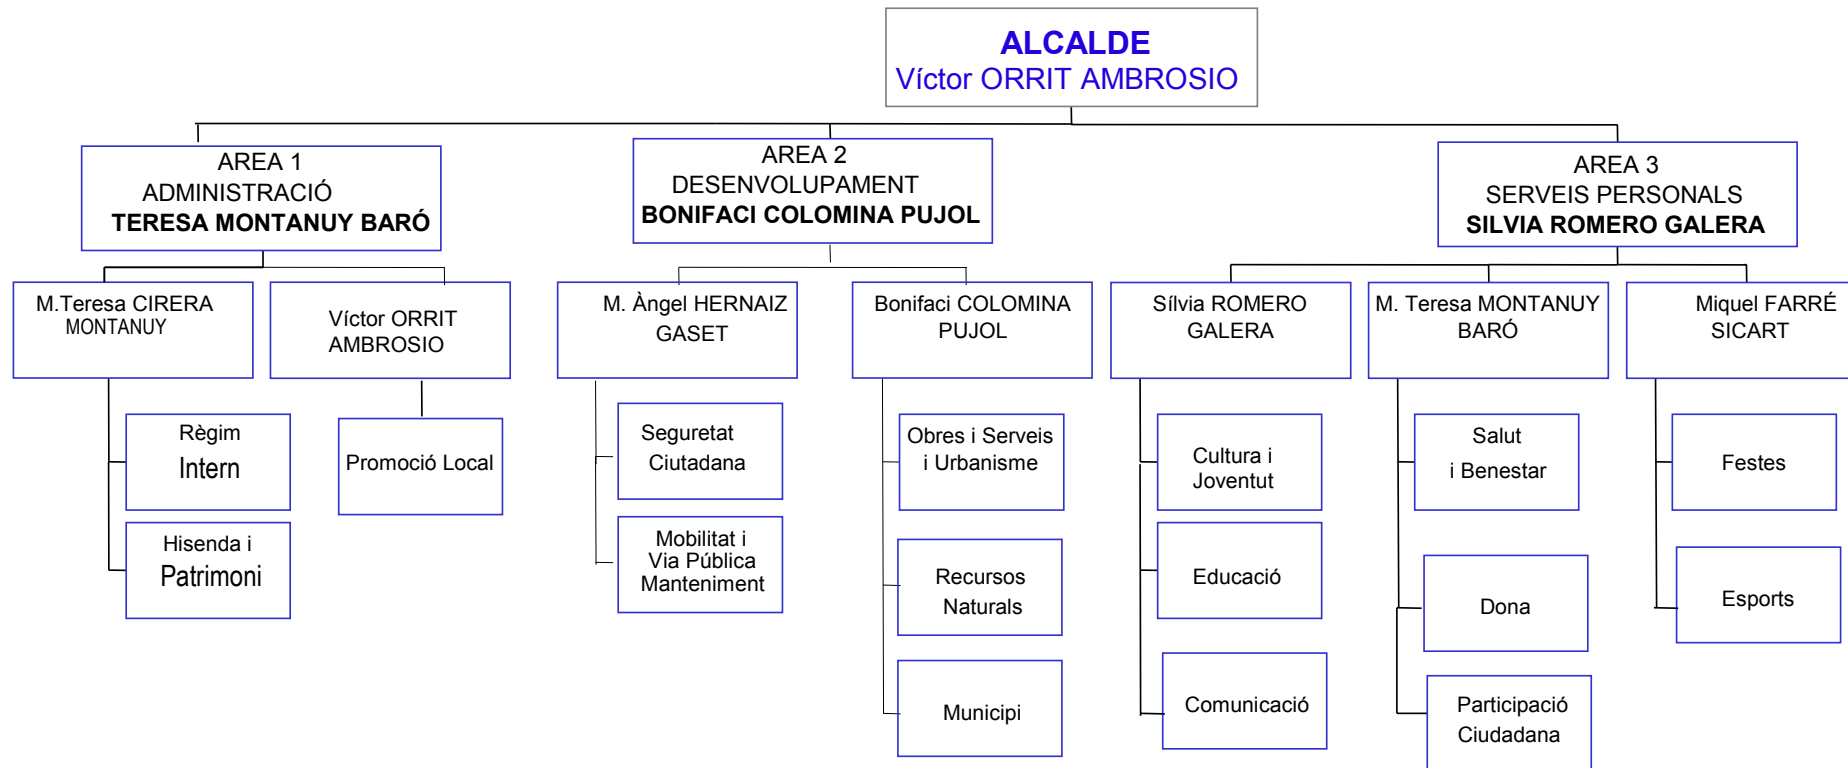 ALCALDE
Víctor ORRIT AMBROSIO
AREA 1
ADMINISTRACIÓ
TERESA MONTANUY BARÓ
AREA 2
DESENVOLUPAMENT
BONIFACI COLOMINA PUJOL
AREA 3
SERVEIS PERSONALS
SILVIA ROMERO GALERA
M.Teresa CIRERA
MONTANUY
Víctor ORRIT
AMBROSIO
M. Àngel HERNAIZ
GASET
Bonifaci COLOMINA
PUJOL
Sílvia ROMERO
GALERA
M. Teresa MONTANUY
BARÓ
Miquel FARRÉ
SICART
Règim
Intern
Hisenda i
Patrimoni
Promoció Local
Seguretat
Ciutadana
Mobilitat i
Via Pública
Manteniment
Obres i Serveis
i Urbanisme
Recursos
Naturals
Municipi
Cultura i
Joventut
Educació
Comunicació
Salut
i Benestar
Dona
Participació
Ciudadana
Festes
Esports